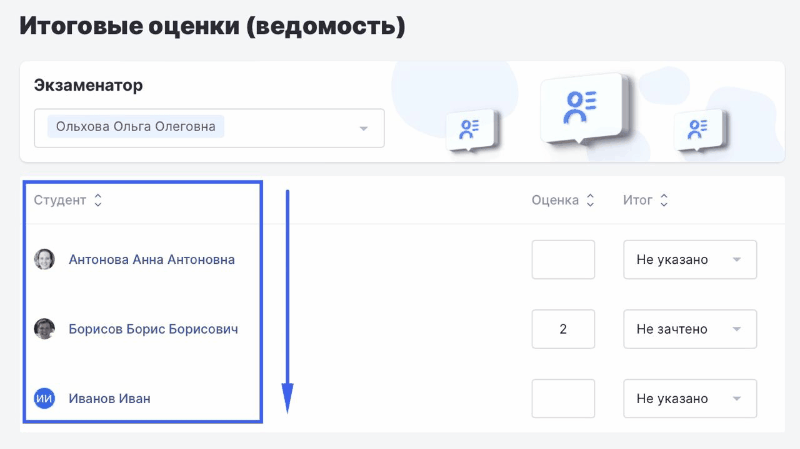 Итоговые оценки (ведомость)
Экзаменатор
Ольхова Ольга Олеговна
Студент Оценка Итог
Антонова Анна Антоновна Не указано
Борисов Борис Борисович 2 Не зачтено
ИИ Иванов Иван Не указано